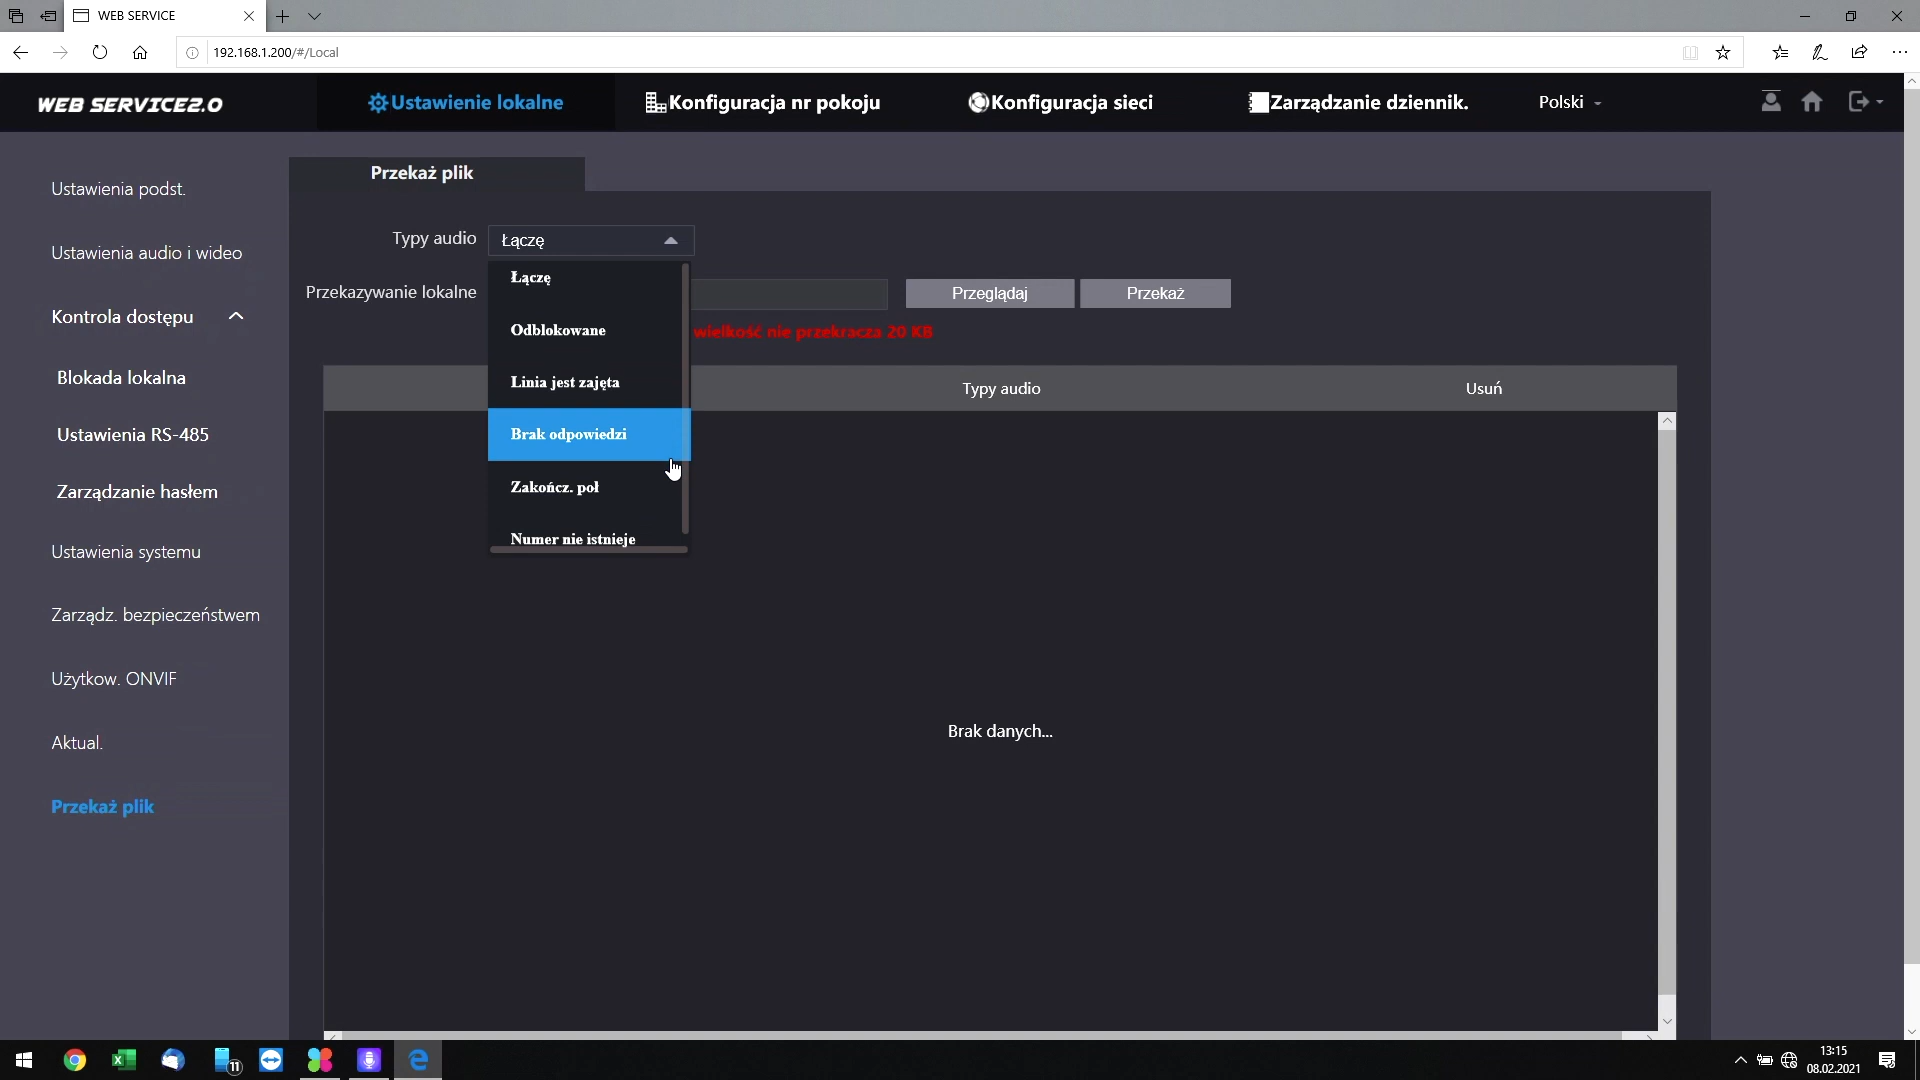 WEB SERVICE
192.168.1.200/#/Local
WEB SERVICE2.0
Ustawienie lokalne
Konfiguracja nr pokoju
Konfiguracja sieci
Zarządzanie dziennik.
Polski
Ustawienia podst.
Ustawienia audio i wideo
Kontrola dostępu
Blokada lokalna
Ustawienia RS-485
Zarządzanie hasłem
Ustawienia systemu
Zarządz. bezpieczeństwem
Użytkow. ONVIF
Aktual.
Przekaż plik
Przekaż plik
Typy audio
Łączę
Przekazywanie lokalne
Przeglądaj
Przekaż
wielkość nie przekracza 20 KB
Łączę
Odblokowane
Linia jest zajęta
Brak odpowiedzi
Zakończ. poł
Numer nie istnieje
Typy audio
Usuń
Brak danych...
11
13:15
08.02.2021